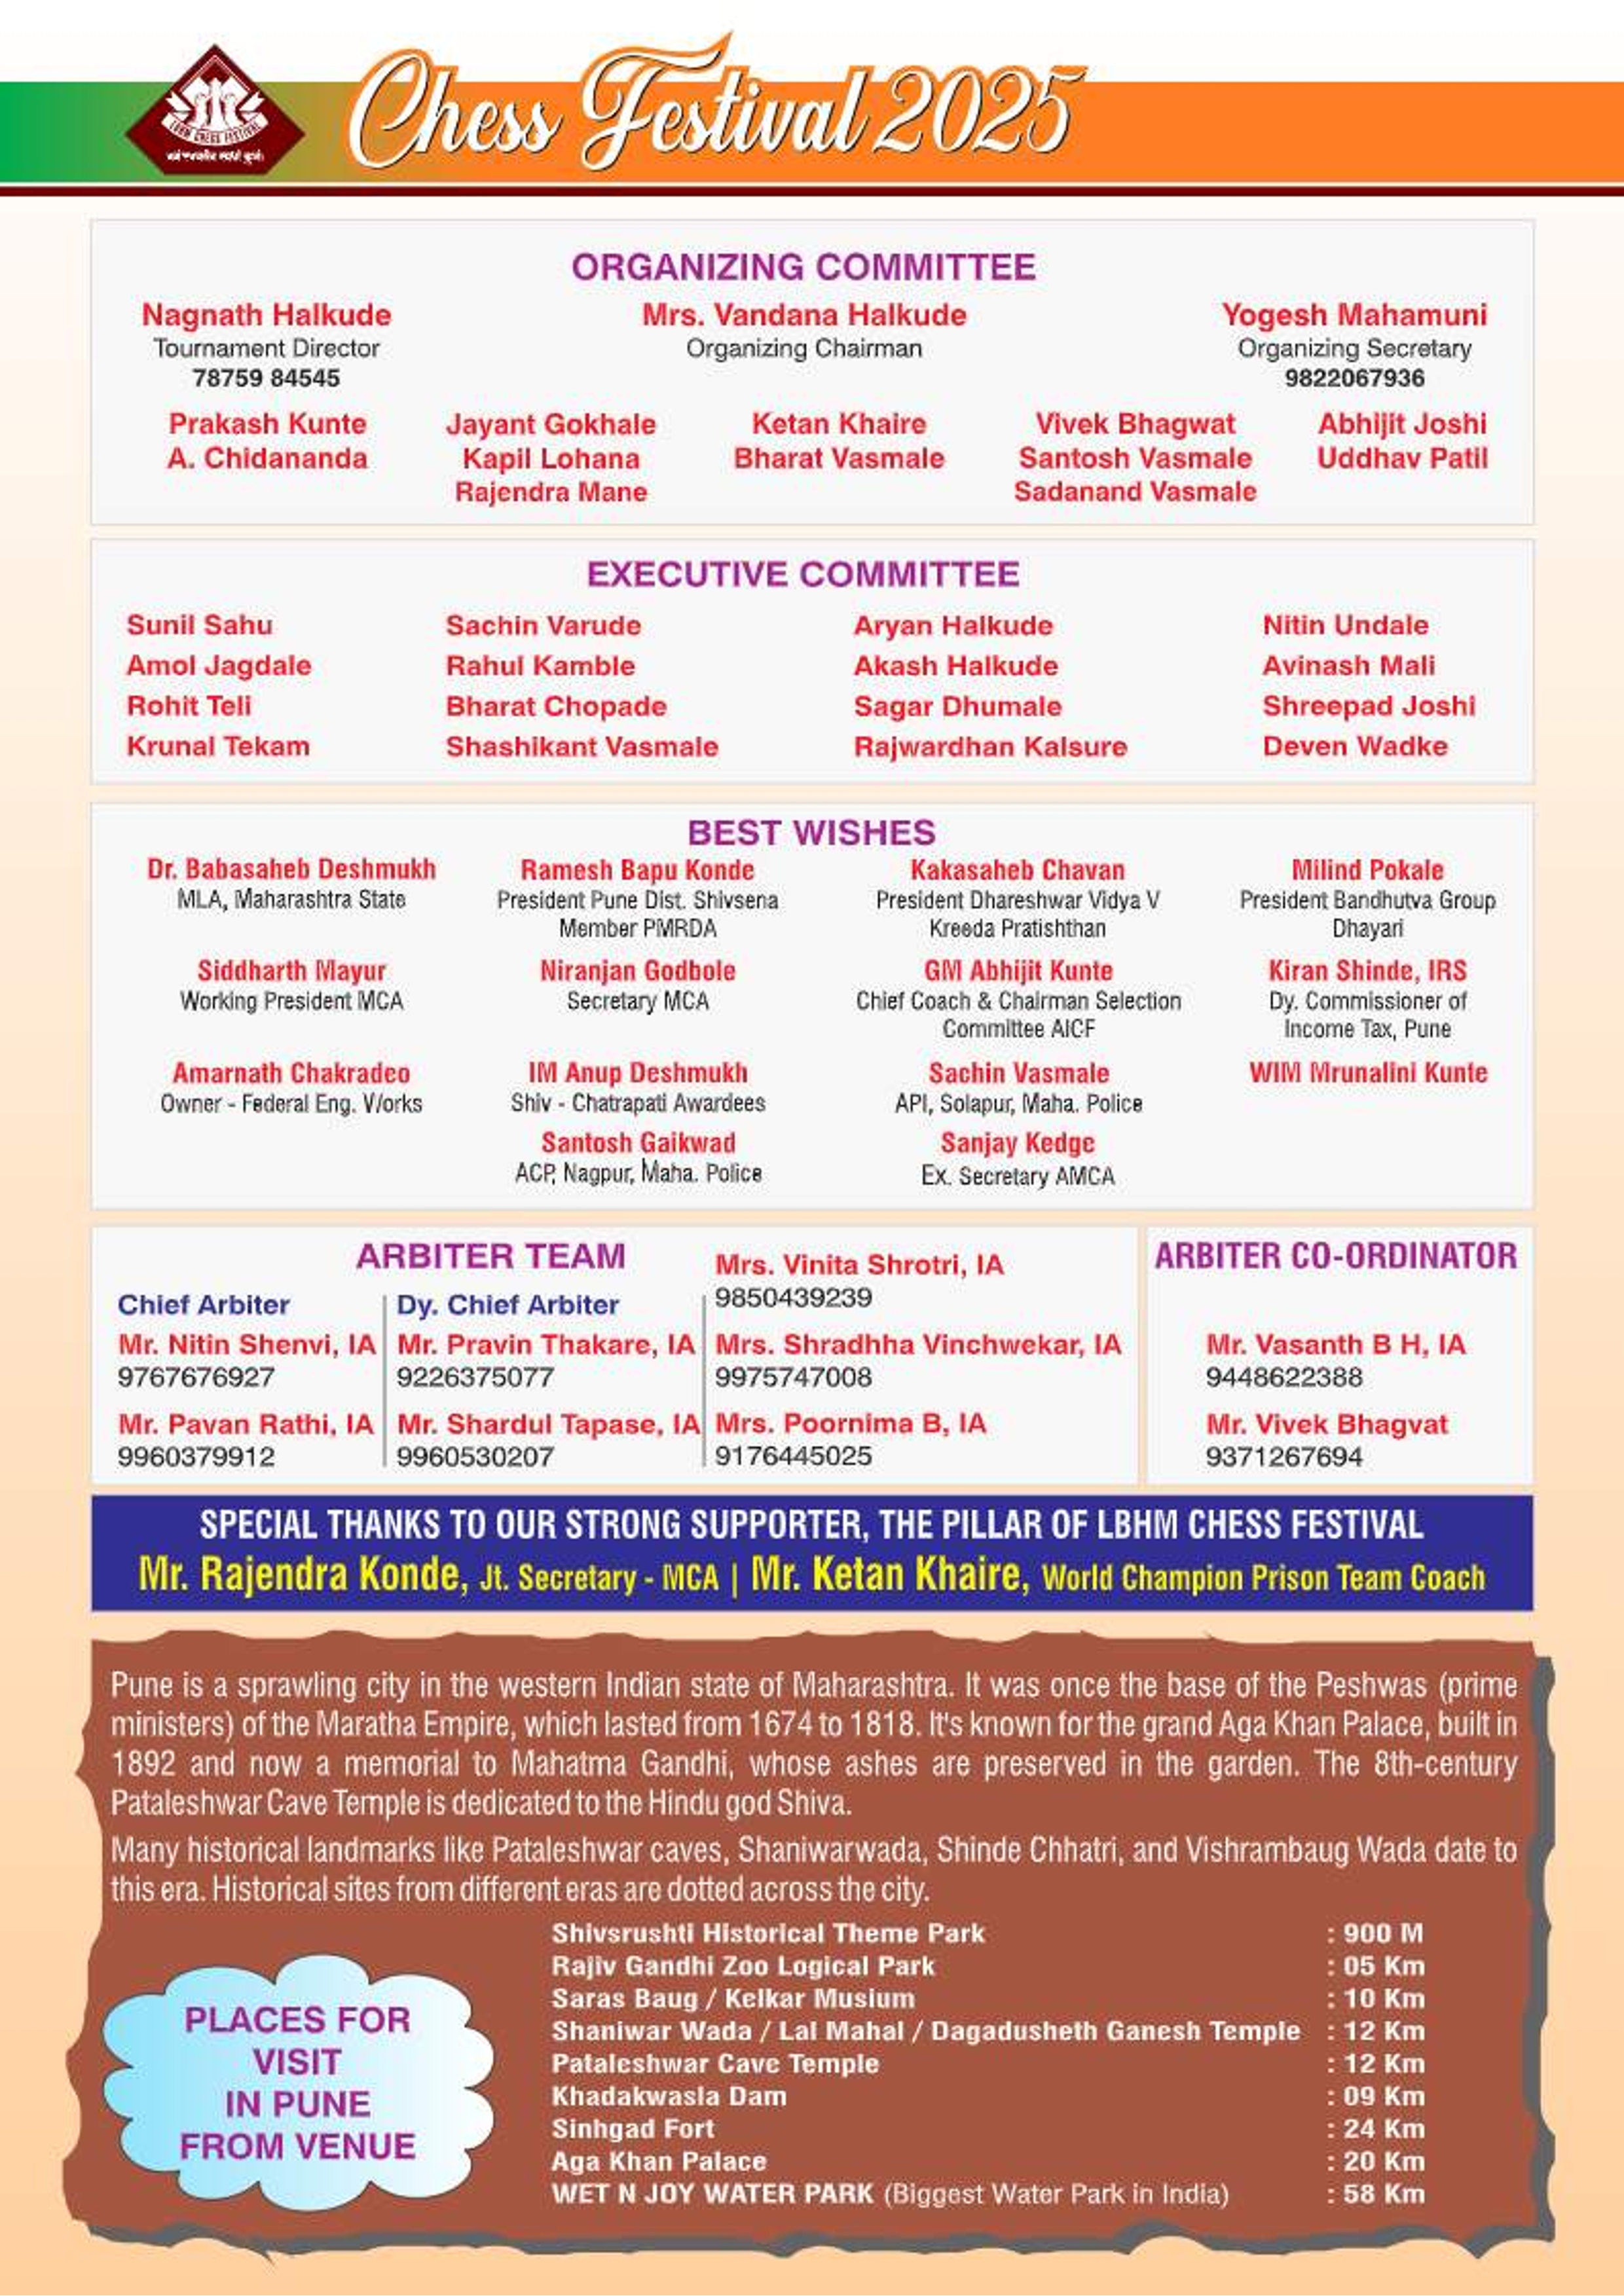 LBHM CHESS FESTIVAL
Chess Festival 2025
ORGANIZING COMMITTEE
Nagnath Halkude
Tournament Director
78759 84545
Mrs. Vandana Halkude
Organizing Chairman
Yogesh Mahamuni
Organizing Secretary
9822067936
Prakash Kunte
A. Chidananda
Jayant Gokhale
Kapil Lohana
Rajendra Mane
Ketan Khaire
Bharat Vasmale
Vivek Bhagwat
Santosh Vasmale
Sadanand Vasmale
Abhijit Joshi
Uddhav Patil
EXECUTIVE COMMITTEE
Sunil Sahu
Amol Jagdale
Rohit Teli
Krunal Tekam
Sachin Varude
Rahul Kamble
Bharat Chopade
Shashikant Vasmale
Aryan Halkude
Akash Halkude
Sagar Dhumale
Rajwardhan Kalsure
Nitin Undale
Avinash Mali
Shreepad Joshi
Deven Wadke
BEST WISHES
Dr. Babasaheb Deshmukh
MLA, Maharashtra State
Ramesh Bapu Konde
President Pune Dist. Shivsena
Member PMRDA
Kakasaheb Chavan
President Dhareshwar Vidya V
Kreeda Pratishthan
Milind Pokale
President Bandhutva Group
Dhayari
Siddharth Mayur
Working President MCA
Niranjan Godbole
Secretary MCA
GM Abhijit Kunte
Chief Coach & Chairman Selection
Committee AICF
Kiran Shinde, IRS
Dy. Commissioner of
Income Tax, Pune
Amarnath Chakradeo
Owner - Federal Eng. Works
IM Anup Deshmukh
Shiv - Chatrapati Awardees
Sachin Vasmale
API, Solapur, Maha. Police
WIM Mrunalini Kunte
Santosh Gaikwad
ACP, Nagpur, Maha. Police
Sanjay Kedge
Ex. Secretary AMCA
ARBITER TEAM
Chief Arbiter
Mr. Nitin Shenvi, IA
9767676927
Mr. Pavan Rathi, IA
9960379912
Dy. Chief Arbiter
Mr. Pravin Thakare, IA
9226375077
Mr. Shardul Tapase, IA
9960530207
Mrs. Vinita Shrotri, IA
9850439239
Mrs. Shradhha Vinchwekar, IA
9975747008
Mrs. Poornima B, IA
9176445025
ARBITER CO-ORDINATOR
Mr. Vasanth B H, IA
9448622388
Mr. Vivek Bhagvat
9371267694
SPECIAL THANKS TO OUR STRONG SUPPORTER, THE PILLAR OF LBHM CHESS FESTIVAL
Mr. Rajendra Konde, Jt. Secretary - MCA | Mr. Ketan Khaire, World Champion Prison Team Coach
Pune is a sprawling city in the western Indian state of Maharashtra. It was once the base of the Peshwas (prime
ministers) of the Maratha Empire, which lasted from 1674 to 1818. It's known for the grand Aga Khan Palace, built in
1892 and now a memorial to Mahatma Gandhi, whose ashes are preserved in the garden. The 8th-century
Pataleshwar Cave Temple is dedicated to the Hindu god Shiva.
Many historical landmarks like Pataleshwar caves, Shaniwarwada, Shinde Chhatri, and Vishrambaug Wada date to
this era. Historical sites from different eras are dotted across the city.
PLACES FOR
VISIT
IN PUNE
FROM VENUE
Shivsrushti Historical Theme Park : 900 M
Rajiv Gandhi Zoo Logical Park : 05 Km
Saras Baug / Kelkar Musium : 10 Km
Shaniwar Wada / Lal Mahal / Dagadusheth Ganesh Temple : 12 Km
Pataleshwar Cave Temple : 12 Km
Khadakwasla Dam : 09 Km
Sinhgad Fort : 24 Km
Aga Khan Palace : 20 Km
WET N JOY WATER PARK (Biggest Water Park in India) : 58 Km